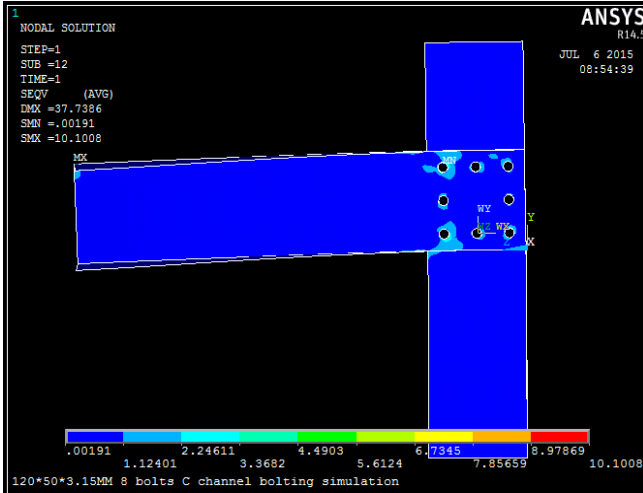 1
ANSYS
R14.5
NODAL SOLUTION
JUL 6 2015
08:54:39
STEP=1
SUB =12
TIME=1
SEQV (AVG)
DMX =37.7386
SMN =.00191
SMX =10.1008
MX
MN
WY
Y
WZ WX
Z X
.00191 2.24611 4.4903 6.7345 8.97869
1.12401 3.3682 5.6124 7.85659 10.1008
120*50*3.15MM 8 bolts C channel bolting simulation